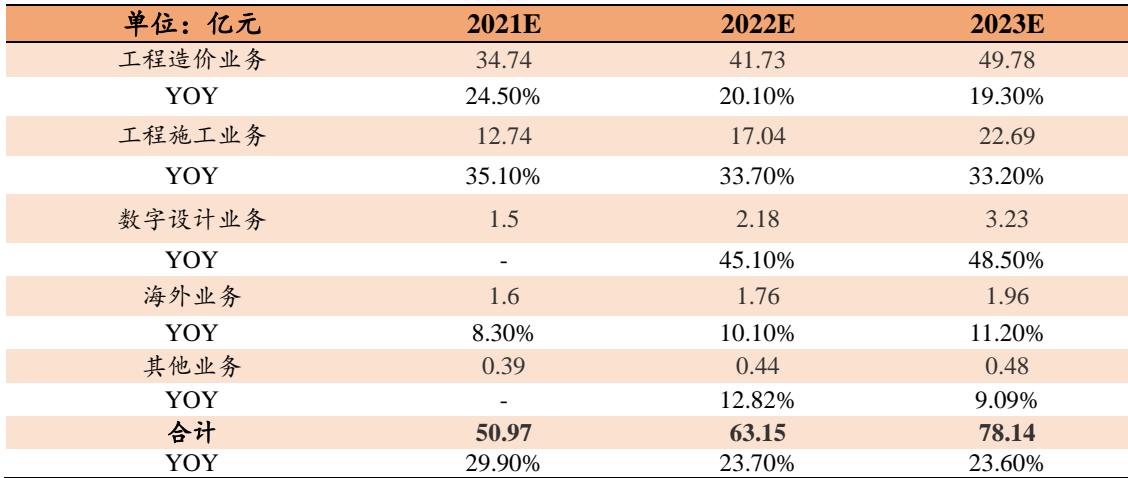 单位：亿元 2021E 2022E 2023E
工程造价业务 34.74 41.73 49.78
YOY 24.50% 20.10% 19.30%
工程施工业务 12.74 17.04 22.69
YOY 35.10% 33.70% 33.20%
数字设计业务 1.5 2.18 3.23
YOY - 45.10% 48.50%
海外业务 1.6 1.76 1.96
YOY 8.30% 10.10% 11.20%
其他业务 0.39 0.44 0.48
YOY - 12.82% 9.09%
合计 50.97 63.15 78.14
YOY 29.90% 23.70% 23.60%